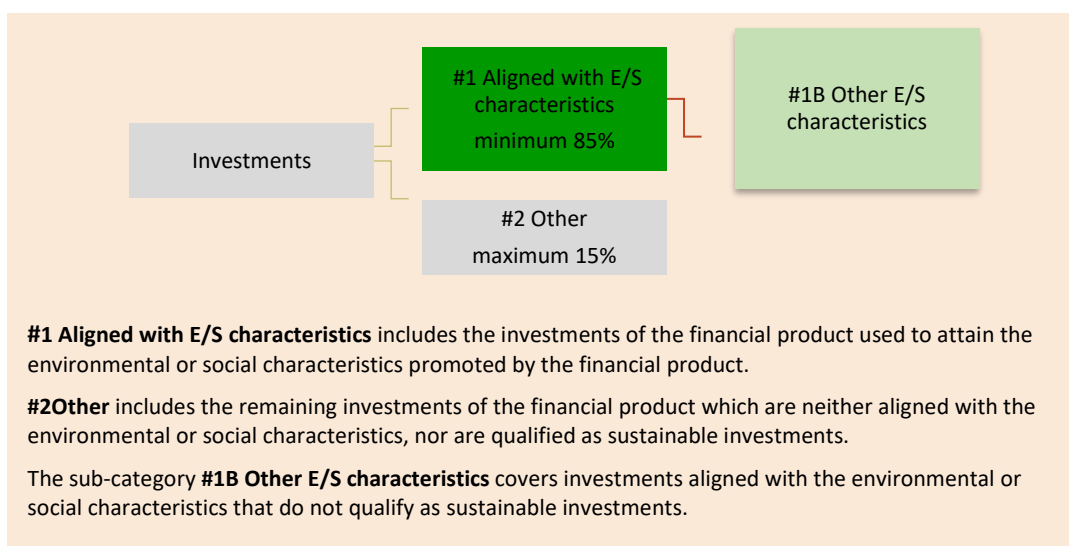 #1 Aligned with E/S
characteristics
minimum 85%
#1B Other E/S
characteristics
Investments
#2 Other
maximum 15%
#1 Aligned with E/S characteristics includes the investments of the financial product used to attain the
environmental or social characteristics promoted by the financial product.
#2Other includes the remaining investments of the financial product which are neither aligned with the
environmental or social characteristics, nor are qualified as sustainable investments.
The sub-category #1B Other E/S characteristics covers investments aligned with the environmental or
social characteristics that do not qualify as sustainable investments.